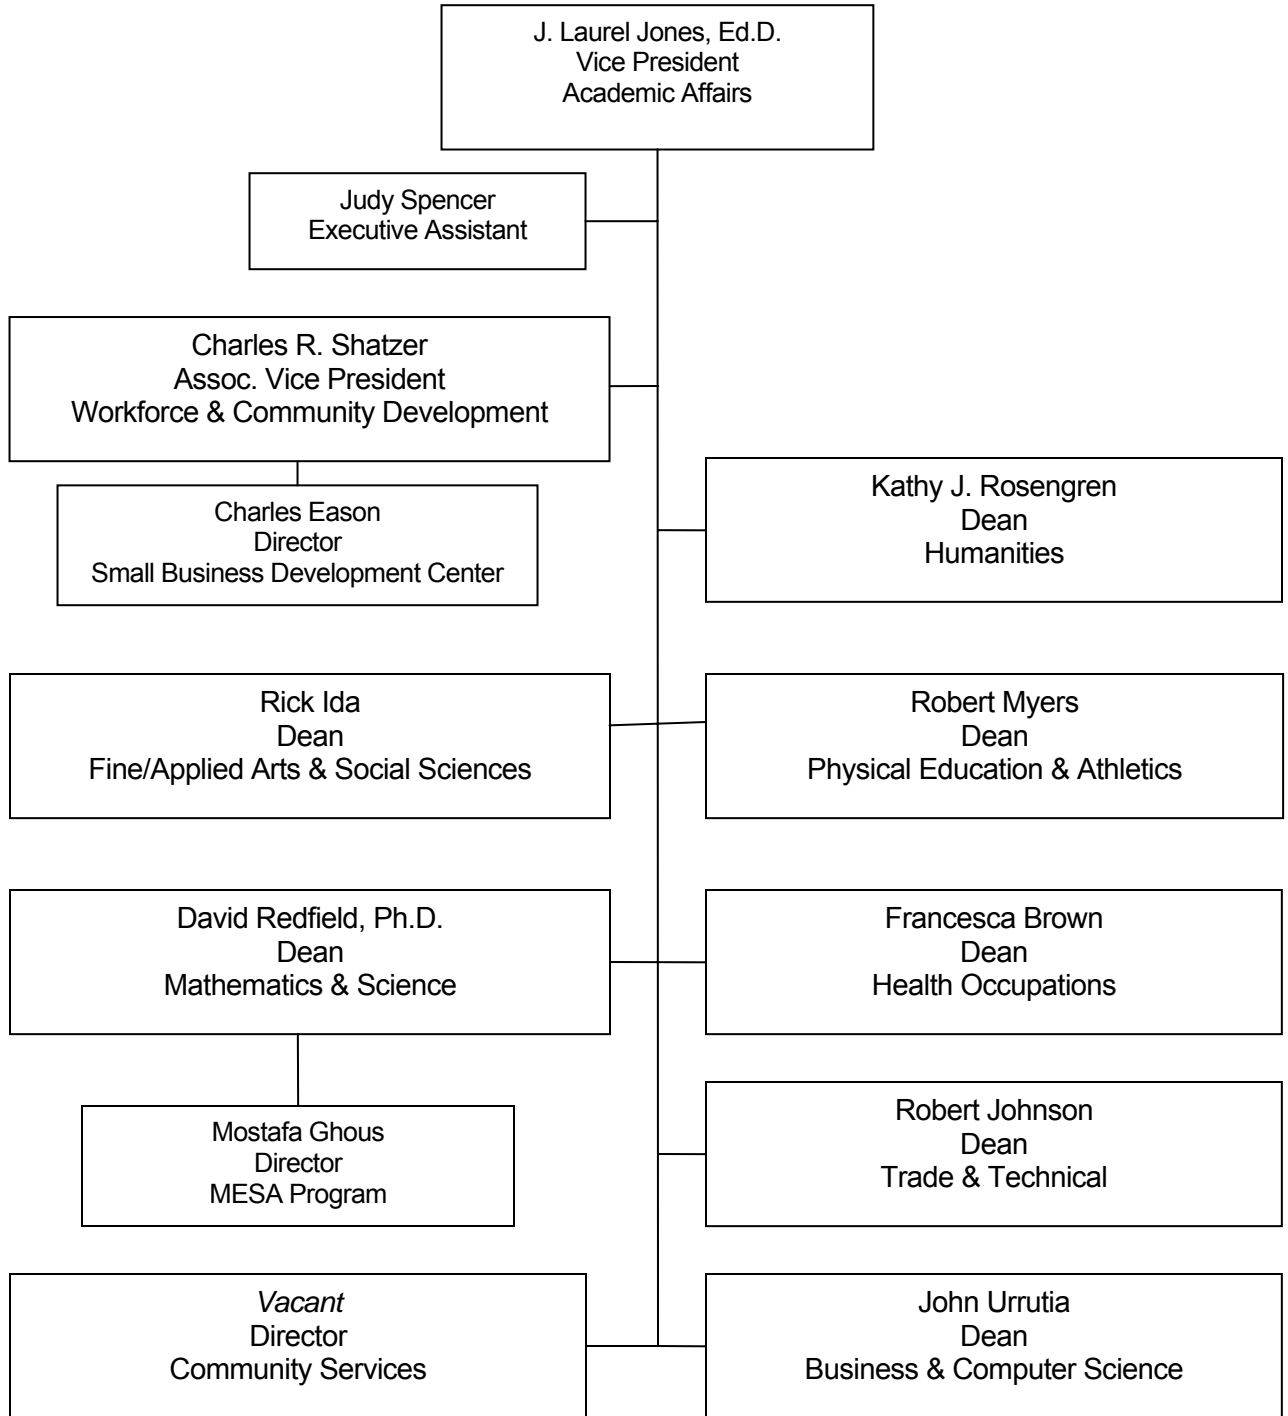 J. Laurel Jones, Ed.D.
Vice President
Academic Affairs
Judy Spencer
Executive Assistant
Charles R. Shatzer
Assoc. Vice President
Workforce & Community Development
Charles Eason
Director
Small Business Development Center
Kathy J. Rosengren
Dean
Humanities
Rick Ida
Dean
Fine/Applied Arts & Social Sciences
Robert Myers
Dean
Physical Education & Athletics
David Redfield, Ph.D.
Dean
Mathematics & Science
Francesca Brown
Dean
Health Occupations
Mostafa Ghous
Director
MESA Program
Robert Johnson
Dean
Trade & Technical
Vacant
Director
Community Services
John Urrutia
Dean
Business & Computer Science